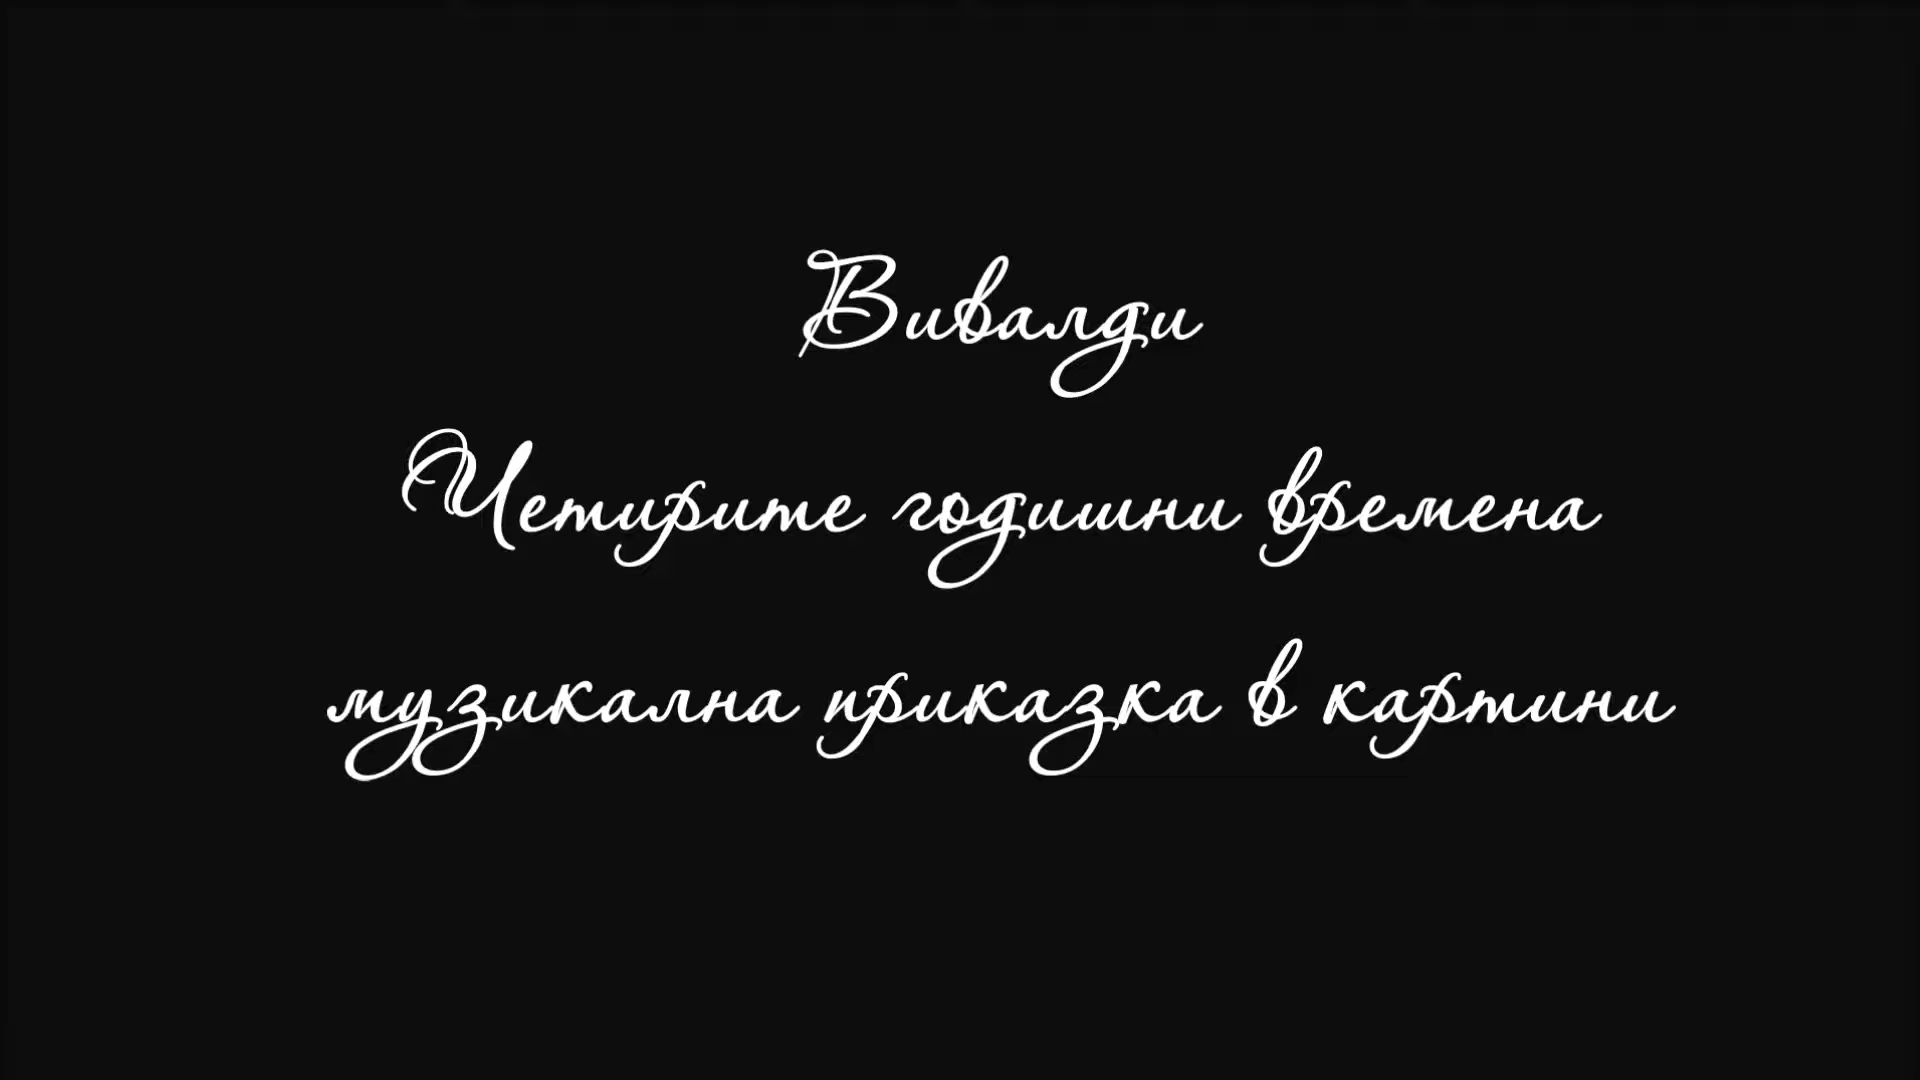 Вивалди
Четирите годишни времена
музикална приказка в картини